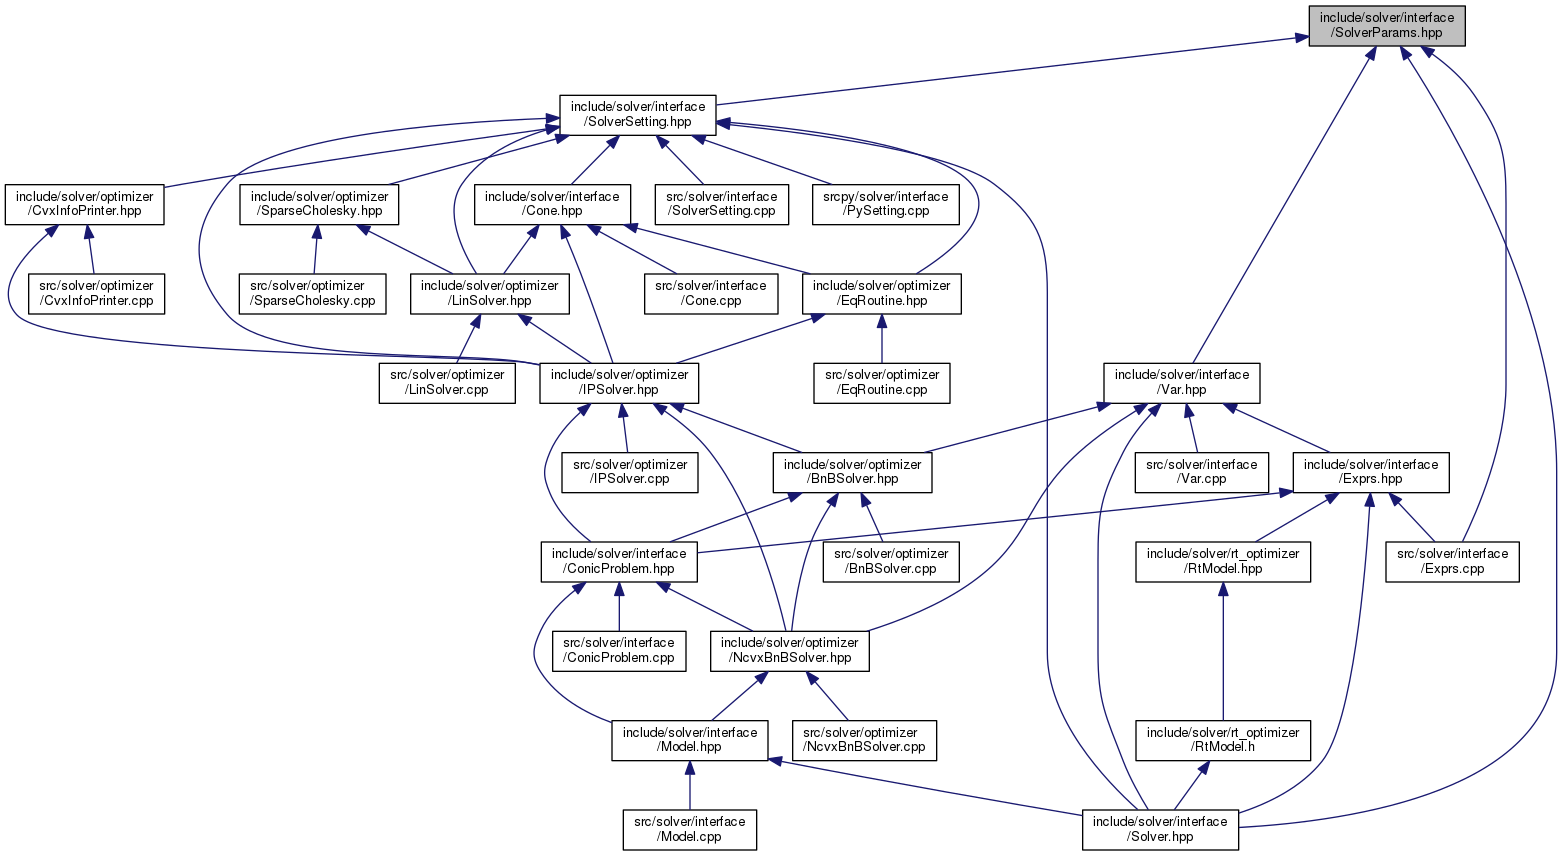 include/solver/interface
/SolverParams.hpp
include/solver/interface
/SolverSetting.hpp
include/solver/optimizer
/CvxInfoPrinter.hpp
include/solver/optimizer
/SparseCholesky.hpp
include/solver/interface
/Cone.hpp
src/solver/interface
/SolverSetting.cpp
srcpy/solver/interface
/PySetting.cpp
src/solver/optimizer
/CvxInfoPrinter.cpp
src/solver/optimizer
/SparseCholesky.cpp
include/solver/optimizer
/LinSolver.hpp
src/solver/interface
/Cone.cpp
include/solver/optimizer
/EqRoutine.hpp
src/solver/optimizer
/LinSolver.cpp
include/solver/optimizer
/IPSolver.hpp
src/solver/optimizer
/EqRoutine.cpp
include/solver/interface
/Var.hpp
src/solver/optimizer
/IPSolver.cpp
include/solver/optimizer
/BnBSolver.hpp
src/solver/interface
/Var.cpp
include/solver/interface
/Exprs.hpp
include/solver/interface
/ConicProblem.hpp
src/solver/optimizer
/BnBSolver.cpp
include/solver/rt_optimizer
/RtModel.hpp
src/solver/interface
/Exprs.cpp
src/solver/interface
/ConicProblem.cpp
include/solver/optimizer
/NcvxBnBSolver.hpp
include/solver/interface
/Model.hpp
src/solver/optimizer
/NcvxBnBSolver.cpp
include/solver/rt_optimizer
/RtModel.h
src/solver/interface
/Model.cpp
include/solver/interface
/Solver.hpp